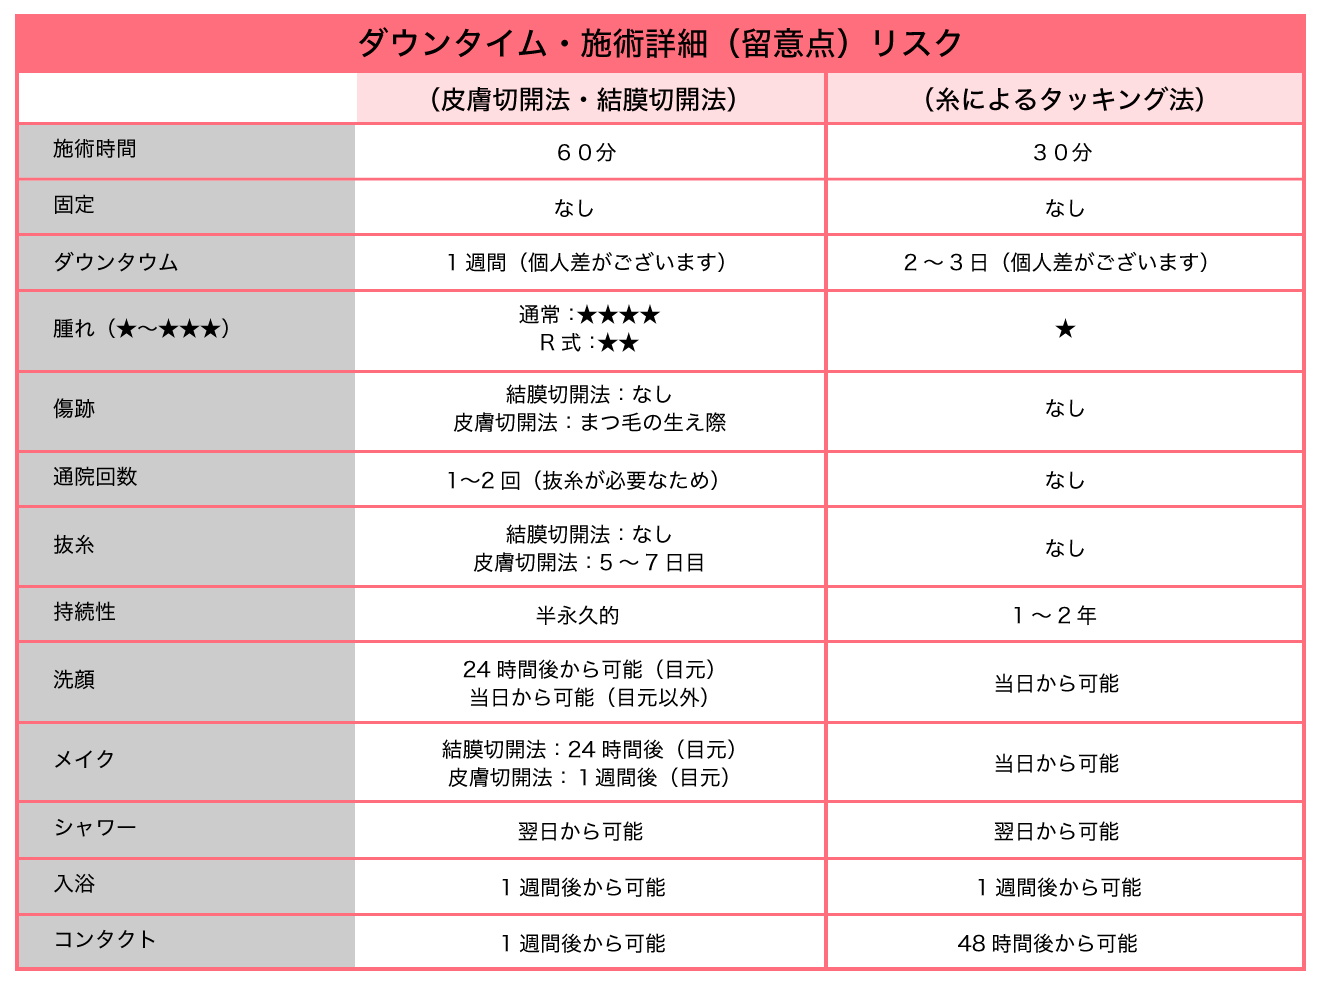 ダウンタイム・施術詳細（留意点）リスク
（皮膚切開法・結膜切開法）
（糸によるタッキング法）
施術時間
６０分
３０分
固定
なし
なし
ダウンタウム
1 週間（個人差がございます）
2 〜 3 日（個人差がございます）
腫れ（★〜★★★）
通常：★★★★
R 式：★★
★
傷跡
結膜切開法：なし
皮膚切開法：まつ毛の生え際
なし
通院回数
1〜2 回（抜糸が必要なため）
なし
抜糸
結膜切開法：なし
皮膚切開法：5 〜 7 日目
なし
持続性
半永久的
1 〜 2 年
洗顔
24 時間後から可能（目元）
当日から可能（目元以外）
当日から可能
メイク
結膜切開法：24 時間後（目元）
皮膚切開法：1 週間後（目元）
当日から可能
シャワー
翌日から可能
翌日から可能
入浴
1 週間後から可能
1 週間後から可能
コンタクト
1 週間後から可能
48 時間後から可能